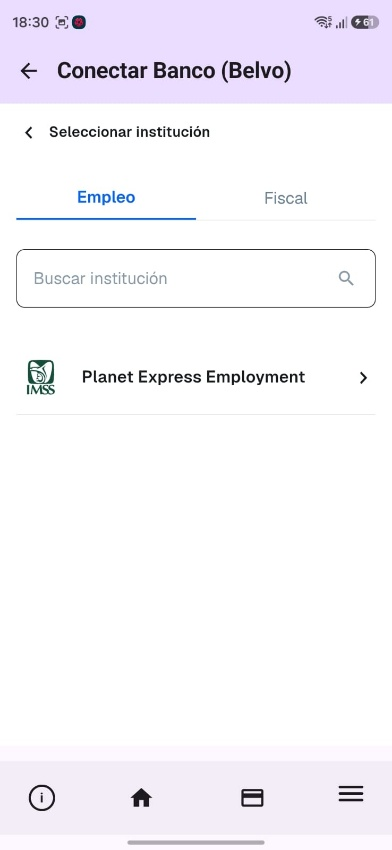 18:30
61
Conectar Banco (Belvo)
Seleccionar institución
Empleo
Fiscal
Buscar institución
IMSS
Planet Express Employment